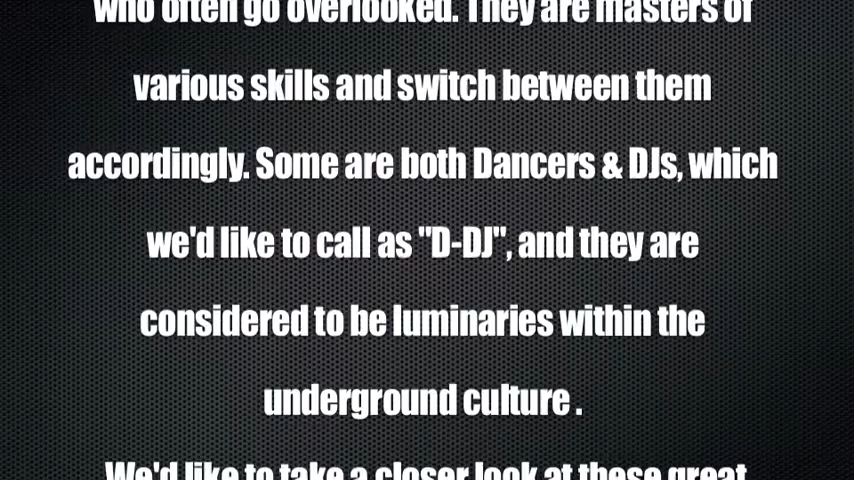 who often go overlooked. They are masters of
various skills and switch between them
accordingly. Some are both Dancers & DJs, which
we'd like to call as "D-DJ", and they are
considered to be luminaries within the
underground culture .
We'd like to take a closer look at these great